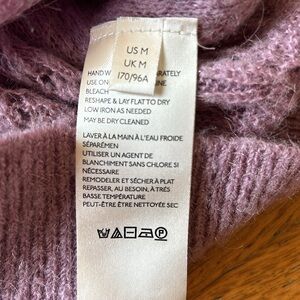 US M
UK M
170/96A
HAND W
USE ON
BLEACH
RESHAPE & LAY FLAT TO DRY
LOW IRON AS NEEDED
MAY BE DRY CLEANED
LAVER À LA MAIN À L'EAU FROIDE
SÉPARÉMEN
UTILISER UN AGENT DE
BLANCHIMENT SANS CHLORE SI
NÉCESSAIRE
REMODELER ET SÉCHER À PLAT
REPASSER, AU BESOIN, À TRÈS
BASSE TEMPÉRATURE
PEUT-ÊTRE ÊTRE NETTOYÉE SEC